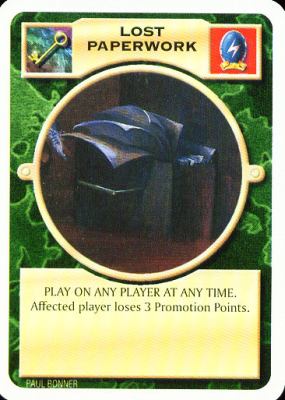 LOST
PAPERWORK
PLAY ON ANY PLAYER AT ANY TIME.
Affected player loses 3 Promotion Points.
PAUL BONNER